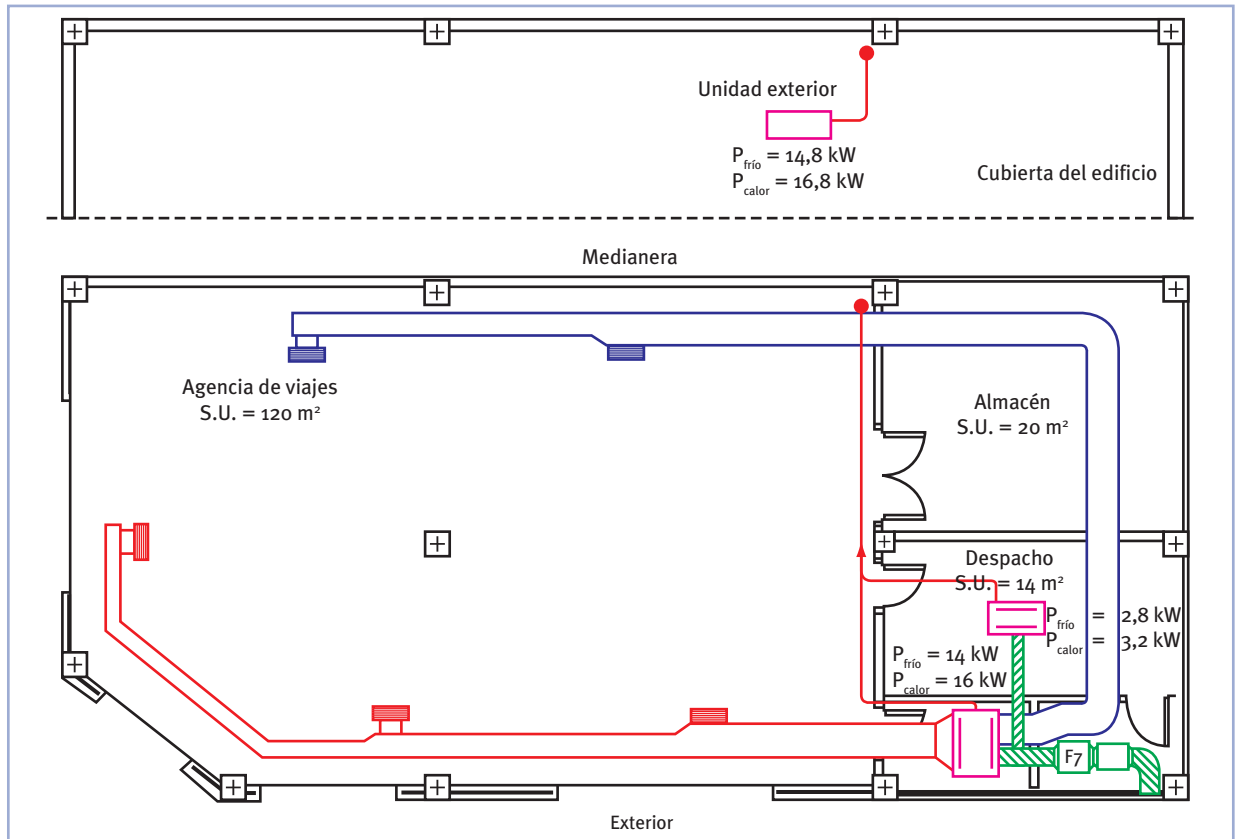 Unidad exterior
P frío = 14,8 kW
P calor = 16,8 kW
Cubierta del edificio
Medianera
Agencia de viajes
S.U. = 120 m²
Almacén
S.U. = 20 m²
Despacho
S.U. = 14 m²
P frío = 2,8 kW
P calor = 3,2 kW
P frío = 14 kW
P calor = 16 kW
F7
Exterior